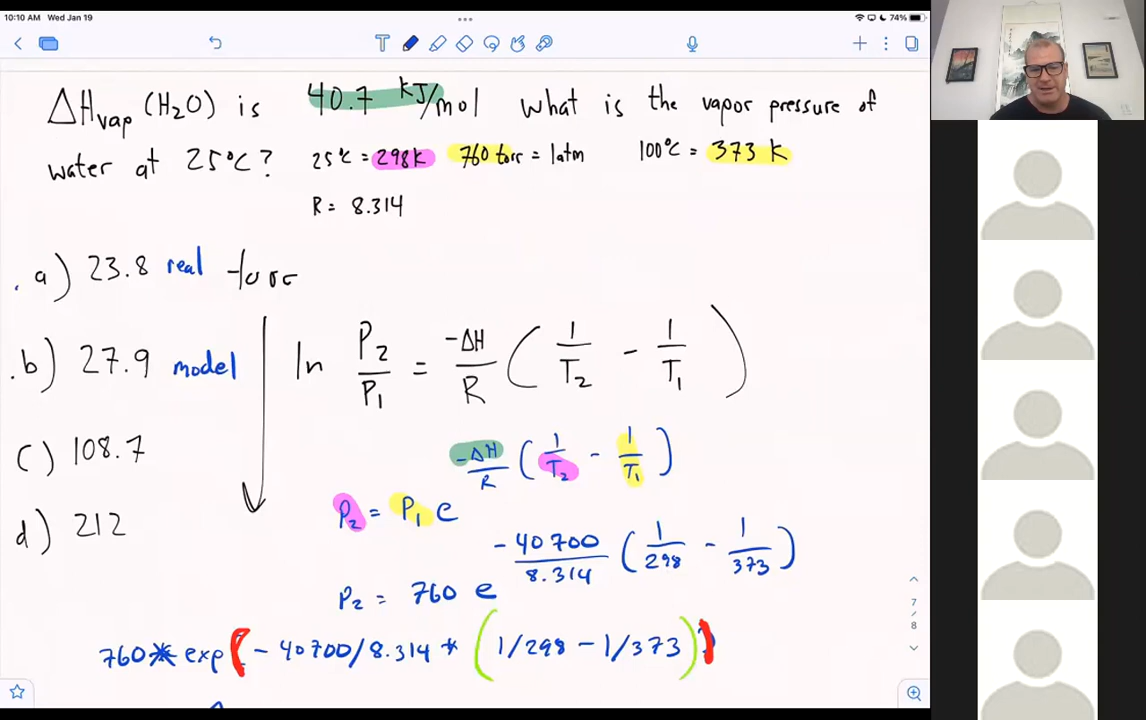 10:10 AM Wed Jan 19
74%
ΔHvap (H₂O) is 40.7 kJ/mol What is the vapor pressure of
water at 25°C? 25°C = 298K 760 torr = 1atm 100°C = 373 K
R = 8.314
a) 23.8 real torr
b) 27.9 model
c) 108.7
d) 212
ln P₂/P₁ = -ΔH/R (1/T₂ - 1/T₁)
-ΔH/R (1/T₂ - 1/T₁)
P₂ = P₁ e
-40700/8.314 (1/298 - 1/373)
P₂ = 760 e
760* exp(-40700/8.314 * (1/298 - 1/373))
7
8